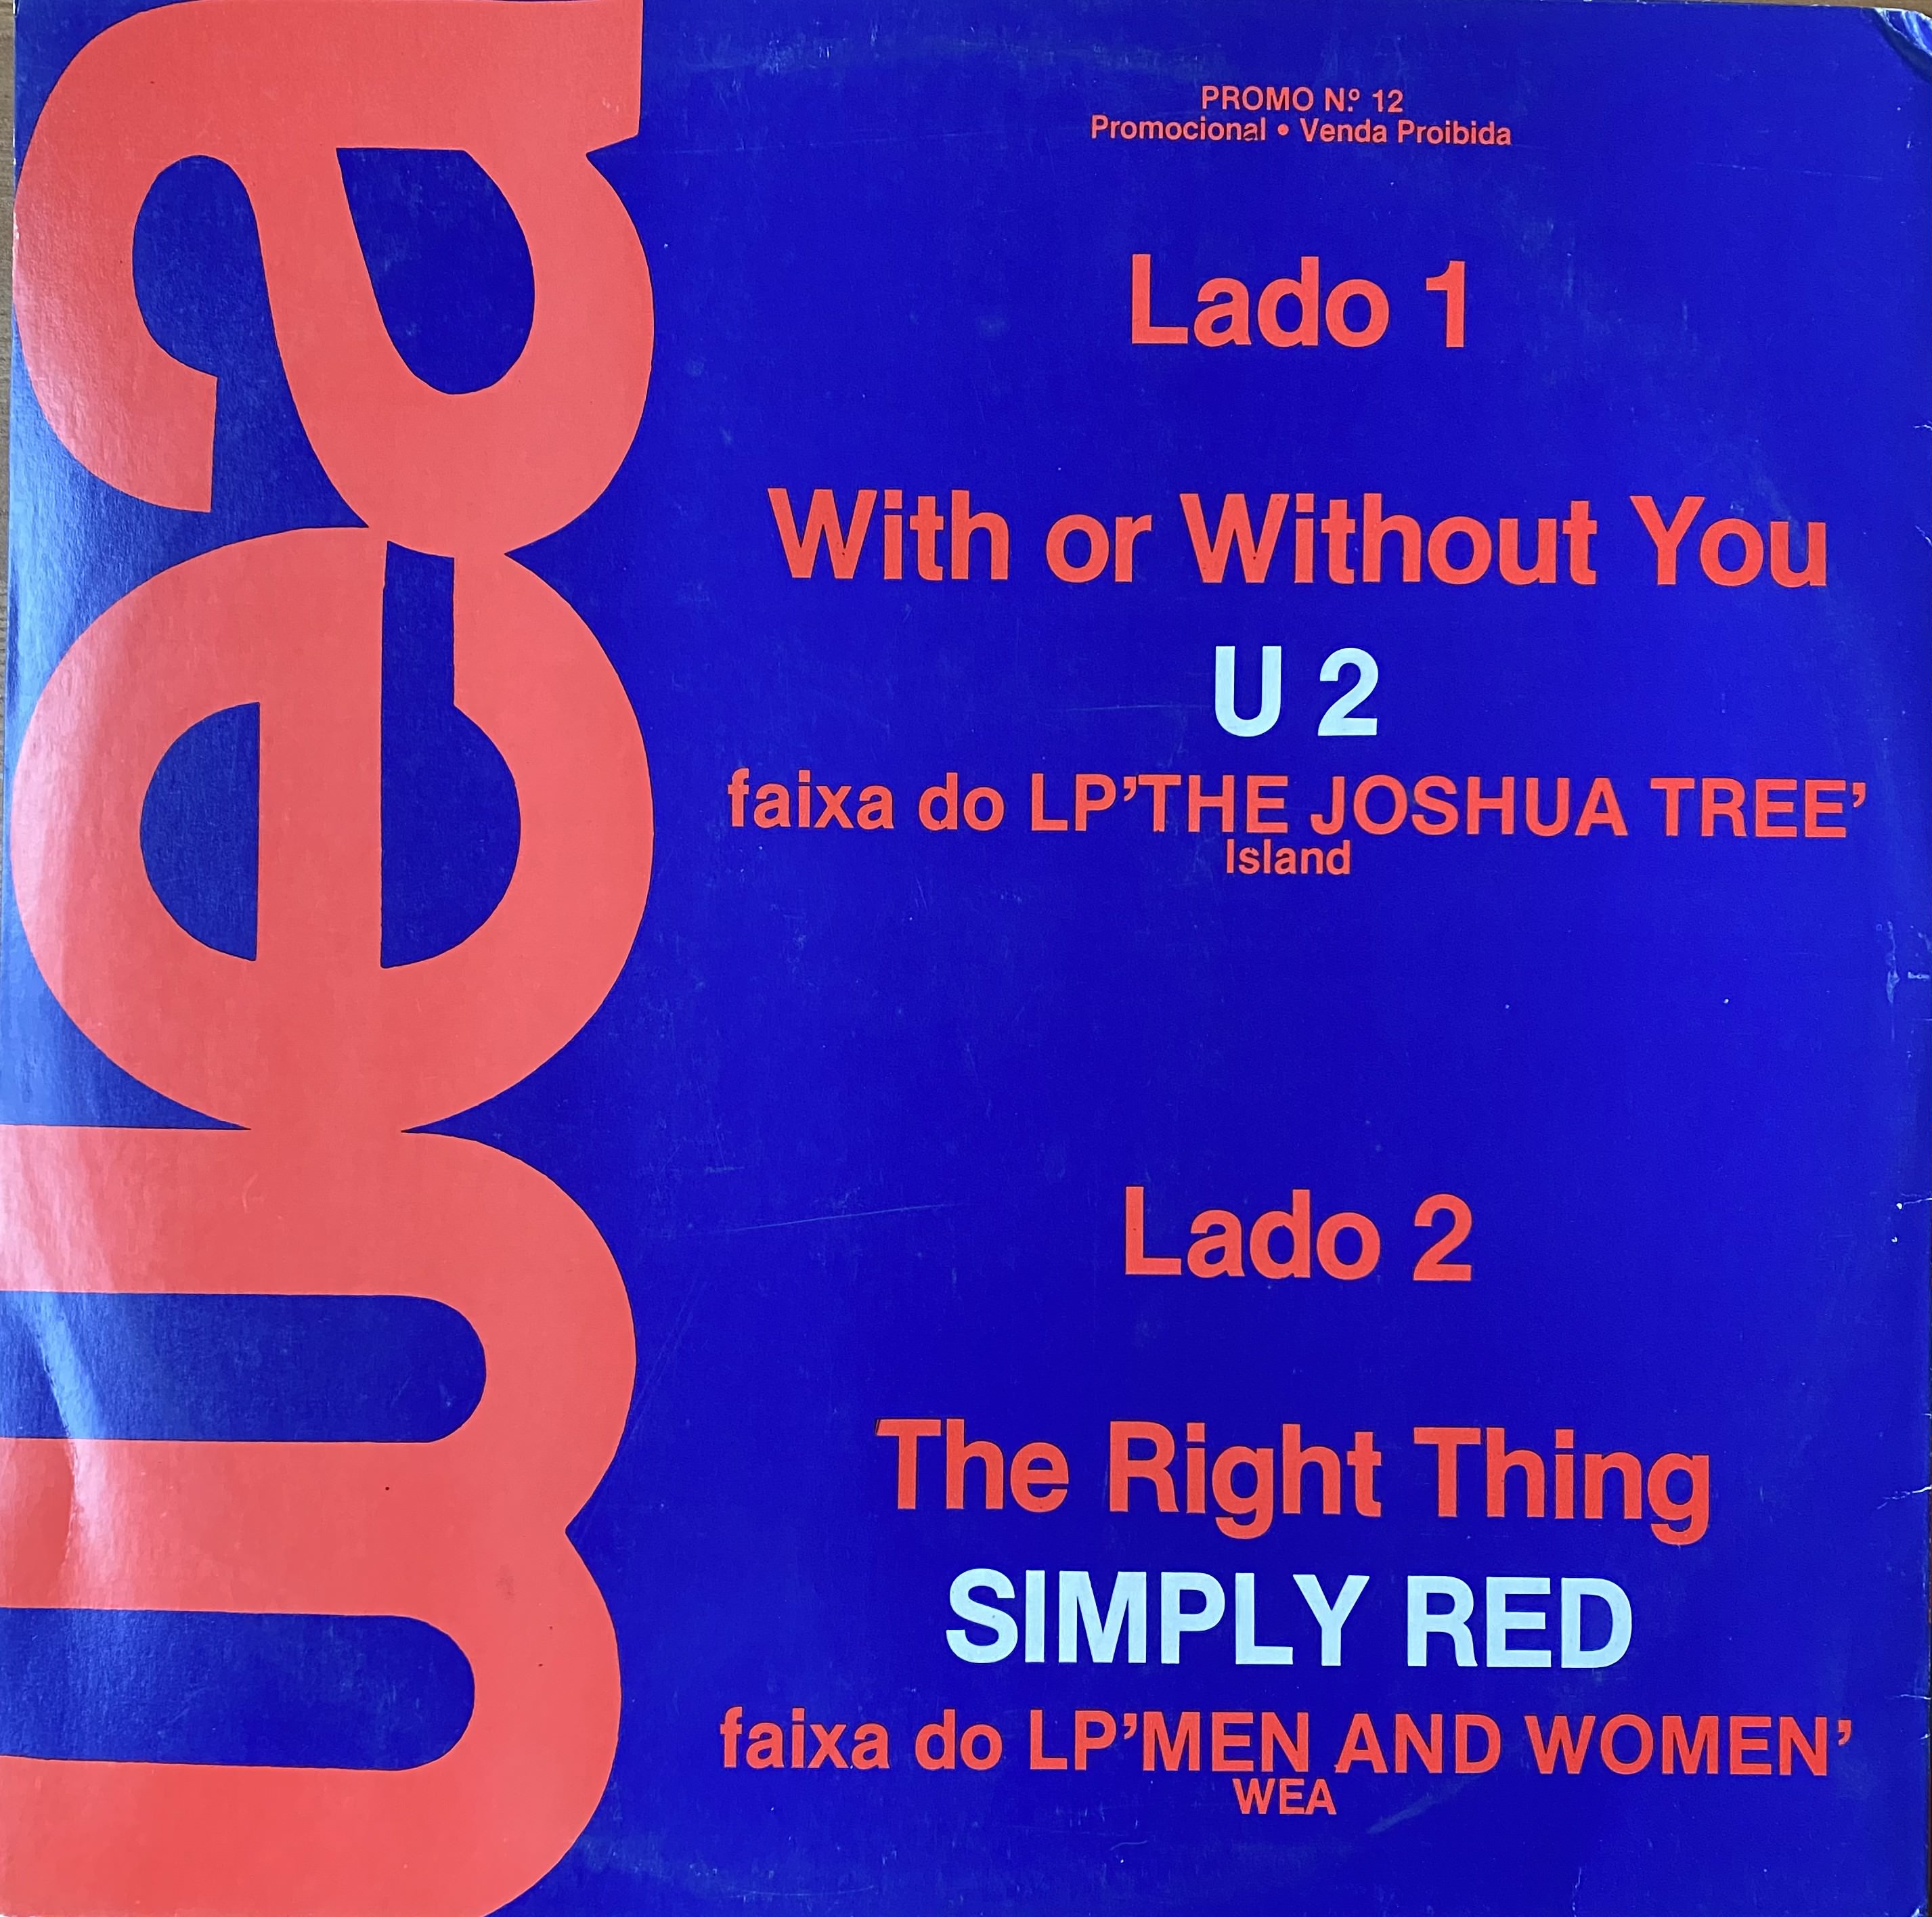 wea
PROMO N.º 12
Promocional • Venda Proibida
Lado 1
With or Without You
U 2
faixa do LP’THE JOSHUA TREE’
Island
Lado 2
The Right Thing
SIMPLY RED
faixa do LP’MEN AND WOMEN’
WEA